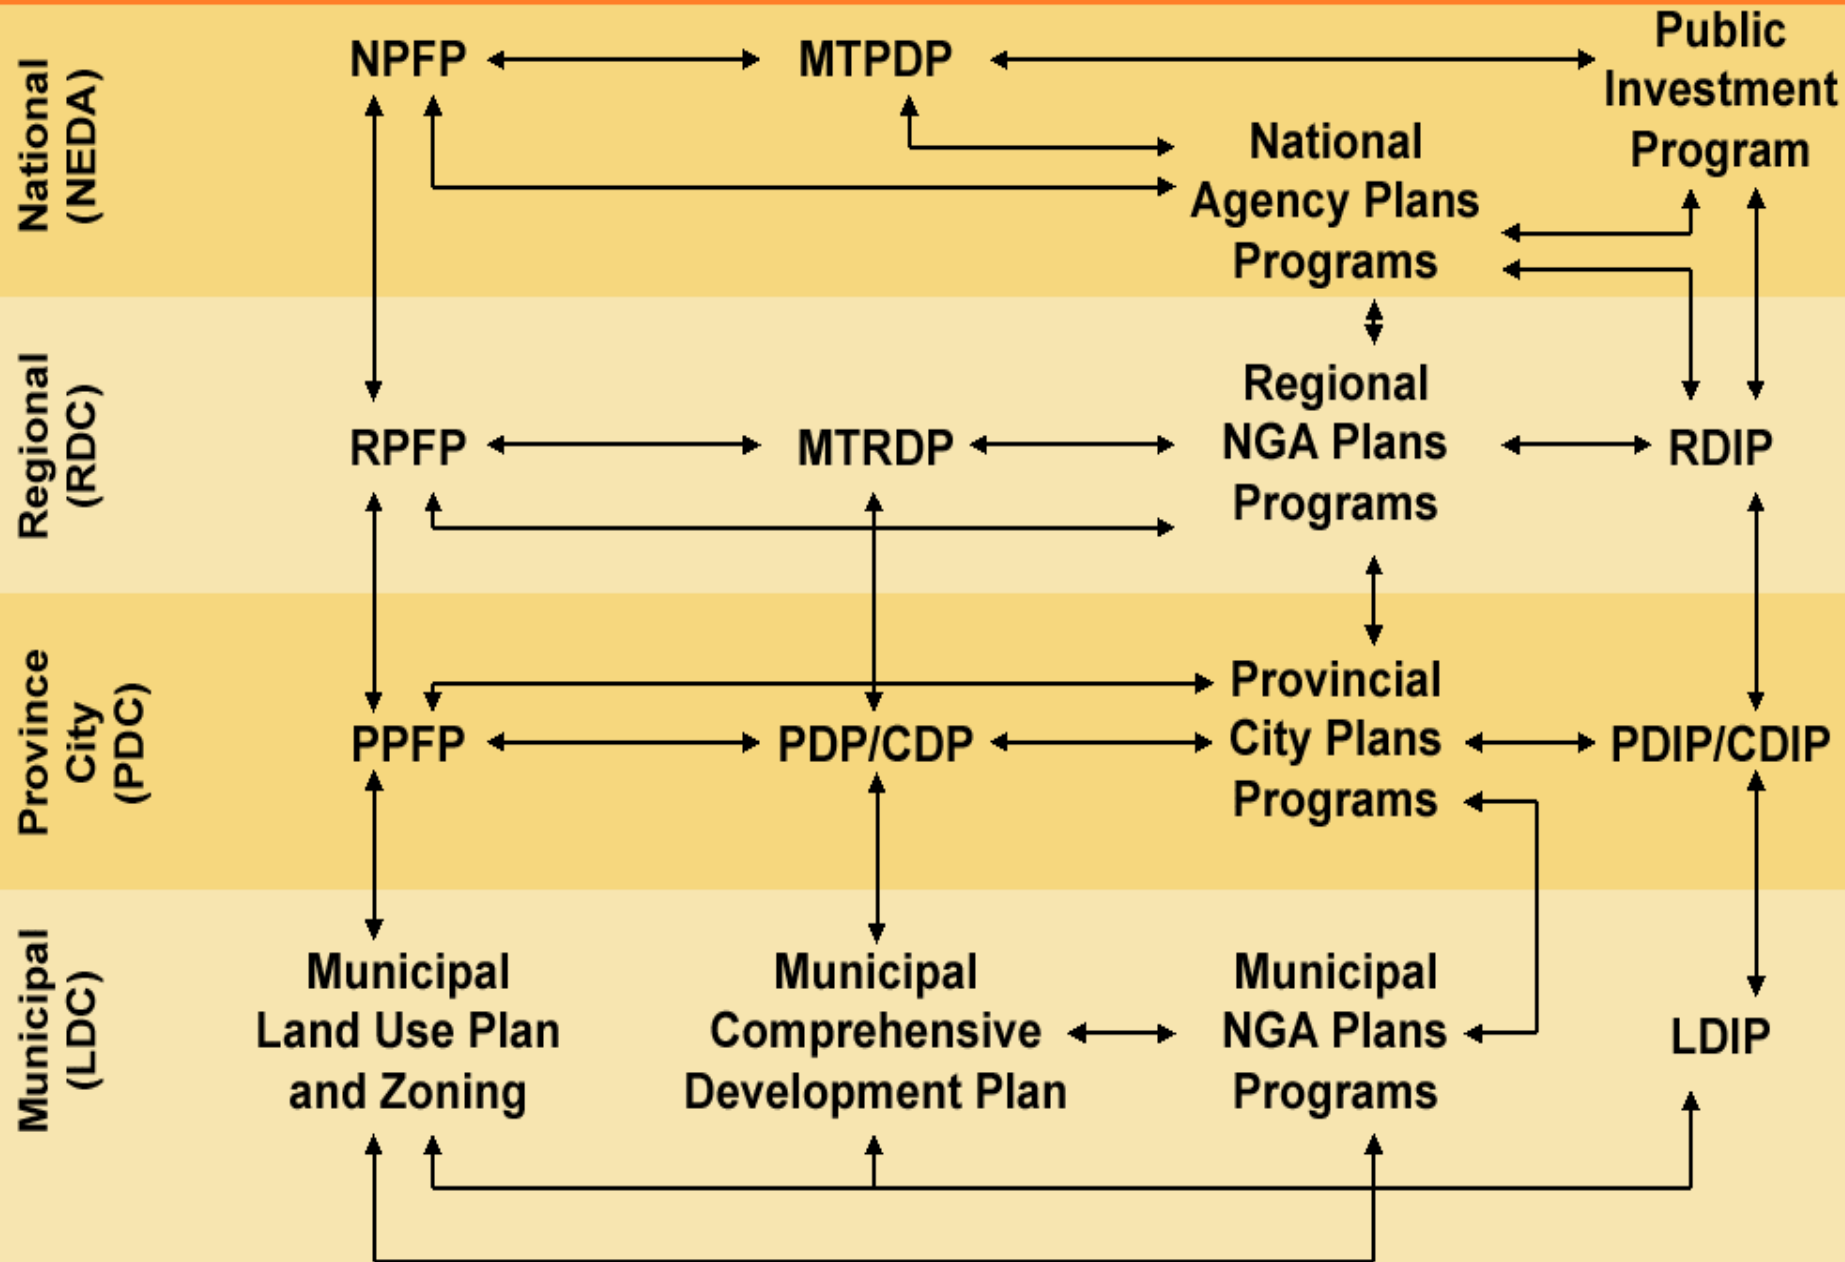 National
(NEDA)
NPFP
MTPDP
Public
Investment
Program
National
Agency Plans
Programs
Regional
(RDC)
RPFP
MTRDP
Regional
NGA Plans
Programs
RDIP
Province
City
(PDC)
PPFP
PDP/CDP
Provincial
City Plans
Programs
PDIP/CDIP
Municipal
(LDC)
Municipal
Land Use Plan
and Zoning
Municipal
Comprehensive
Development Plan
Municipal
NGA Plans
Programs
LDIP